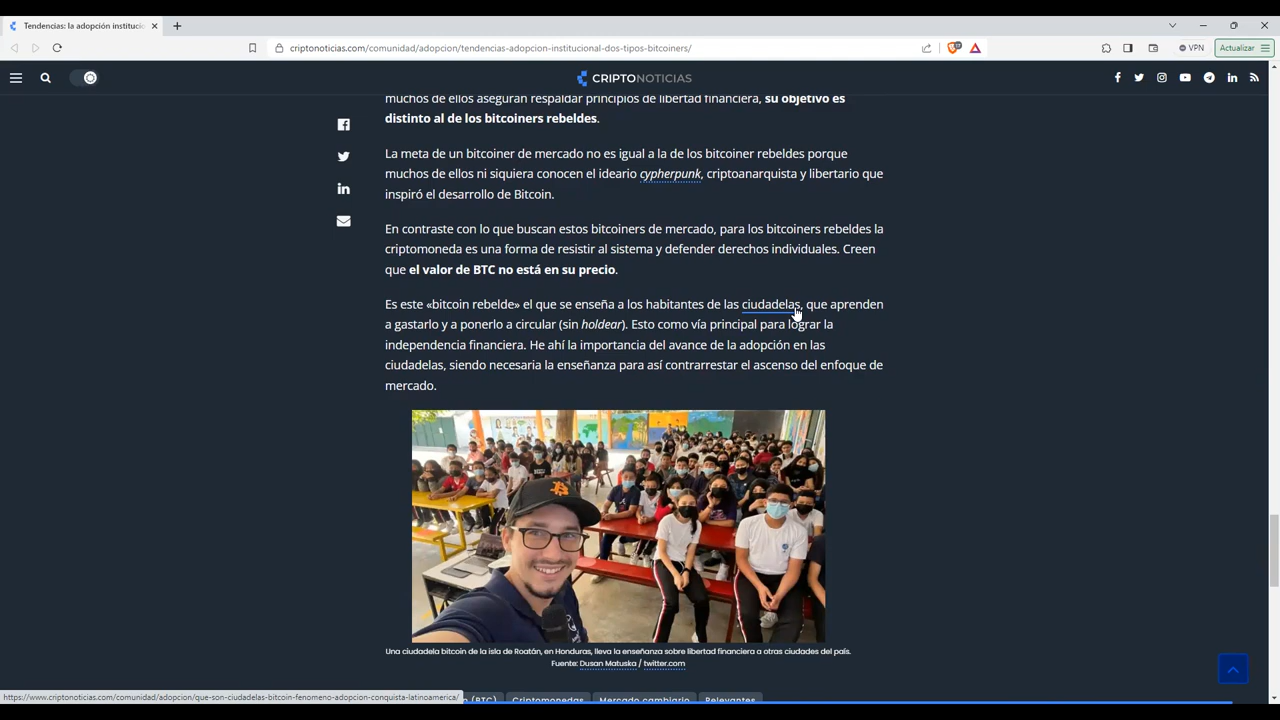 Tendencias: la adopción institucio
criptonoticias.com/comunidad/adopcion/tendencias-adopcion-institucional-dos-tipos-bitcoiners/
VPN
Actualizar
CRIPTONOTICIAS
muchos de ellos aseguran respaldar principios de libertad financiera, su objetivo es
distinto al de los bitcoiners rebeldes.
La meta de un bitcoiner de mercado no es igual a la de los bitcoiner rebeldes porque
muchos de ellos ni siquiera conocen el ideario cypherpunk, criptoanarquista y libertario que
inspiró el desarrollo de Bitcoin.
En contraste con lo que buscan estos bitcoiners de mercado, para los bitcoiners rebeldes la
criptomoneda es una forma de resistir al sistema y defender derechos individuales. Creen
que el valor de BTC no está en su precio.
Es este «bitcoin rebelde» el que se enseña a los habitantes de las ciudadelas, que aprenden
a gastarlo y a ponerlo a circular (sin holdear). Esto como vía principal para lograr la
independencia financiera. He ahí la importancia del avance de la adopción en las
ciudadelas, siendo necesaria la enseñanza para así contrarrestar el ascenso del enfoque de
mercado.
Una ciudadela bitcoin de la isla de Roatán, en Honduras, lleva la enseñanza sobre libertad financiera a otras ciudades del país.
Fuente: Dusan Matuska / twitter.com
https://www.criptonoticias.com/comunidad/adopcion/que-son-ciudadelas-bitcoin-fenomeno-adopcion-conquista-latinoamerica/
(BTC)
Criptomonedas
Mercado cambiario
Relevantes